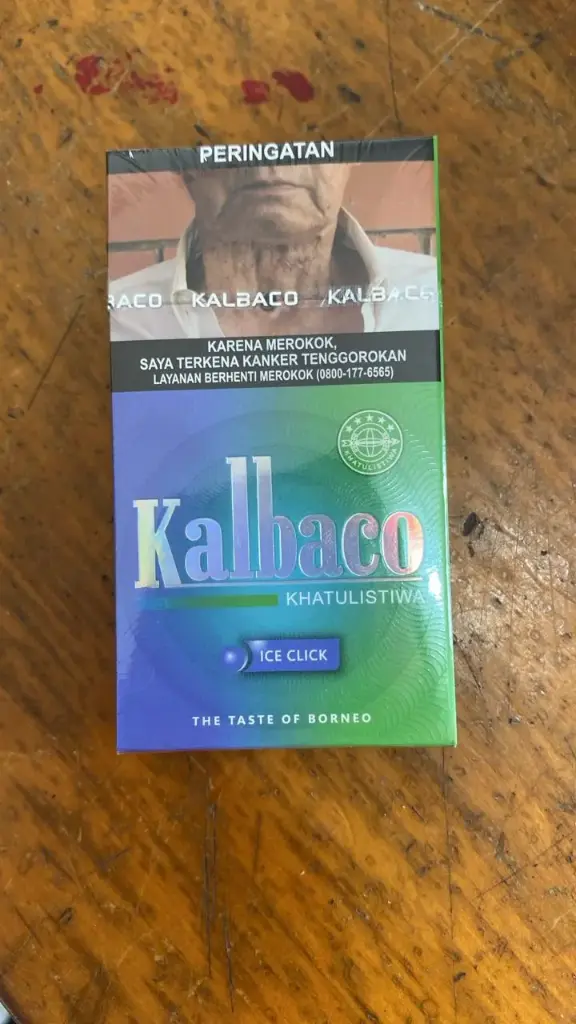 PERINGATAN
BACO KALBACO KALBACO
KARENA MEROKOK,
SAYA TERKENA KANKER TENGGOROKAN
LAYANAN BERHENTI MEROKOK (0800-177-6565)
KHATULISTIWA
Kalbaco
KHATULISTIWA
ICE CLICK
THE TASTE OF BORNEO